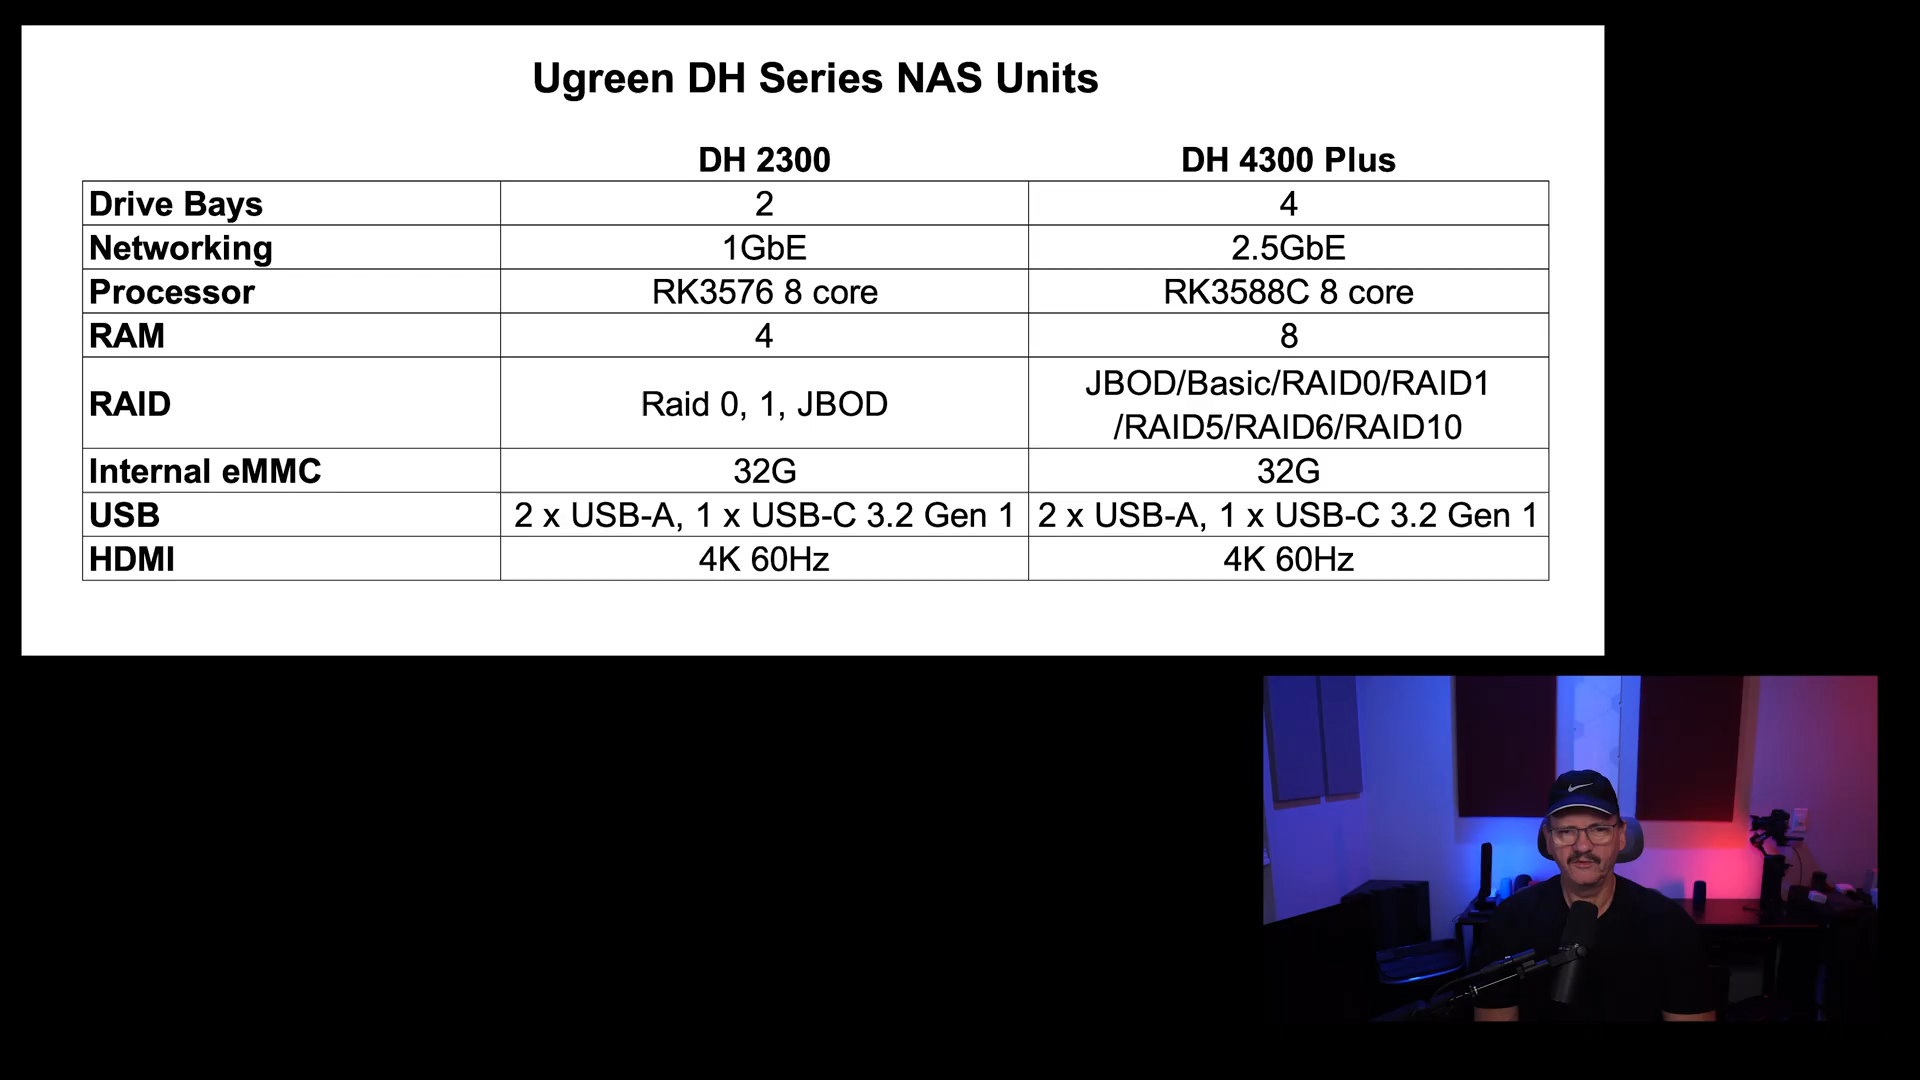 Ugreen DH Series NAS Units
DH 2300 DH 4300 Plus
Drive Bays 2 4
Networking 1GbE 2.5GbE
Processor RK3576 8 core RK3588C 8 core
RAM 4 8
RAID Raid 0, 1, JBOD JBOD/Basic/RAID0/RAID1
/RAID5/RAID6/RAID10
Internal eMMC 32G 32G
USB 2 x USB-A, 1 x USB-C 3.2 Gen 1 2 x USB-A, 1 x USB-C 3.2 Gen 1
HDMI 4K 60Hz 4K 60Hz